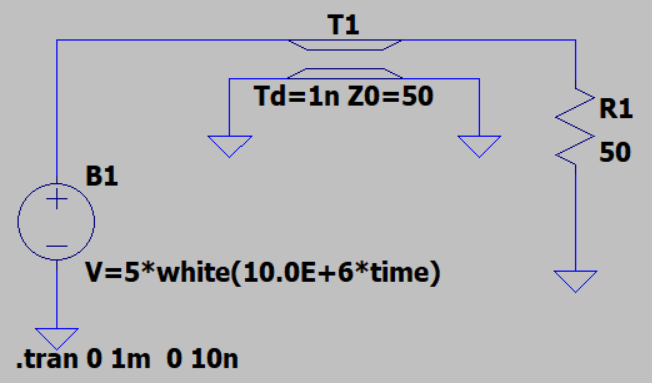 T1
Td=1n Z0=50
R1
50
B1
V=5*white(10.0E+6*time)
.tran 0 1m  0 10n